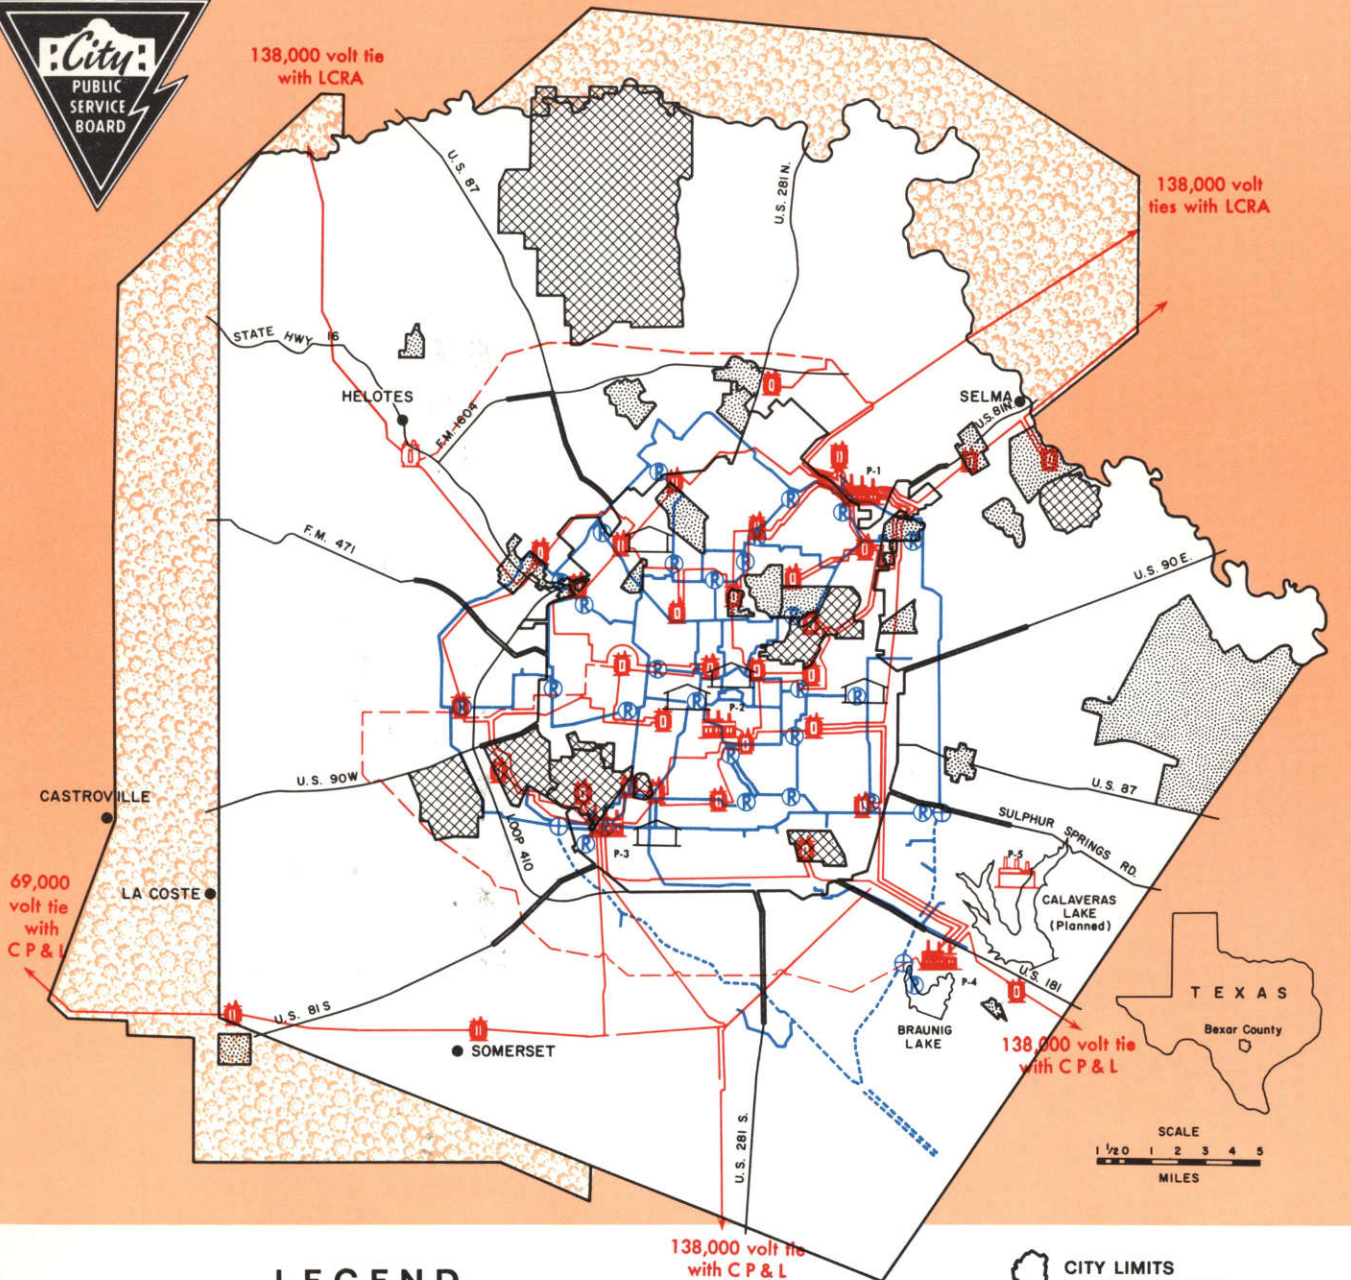 City
PUBLIC
SERVICE
BOARD
138,000 volt tie
with LCRA
U.S. 87
U.S. 281 N.
138,000 volt
ties with LCRA
STATE HWY 16
HELOTES
F.M. 1604
SELMA
U.S. 81 N.
P-1
F.M. 471
U.S. 90 E.
R
P-2
U.S. 90W
U.S. 87
CASTROVILLE
LOOP 410
P-3
SULPHUR SPRINGS RD.
P-5
69,000
volt tie
with
C P & L
LA COSTE
CALAVERAS
LAKE
(Planned)
P-4
U.S. 181
TEXAS
Bexar County
U.S. 81 S
SOMERSET
BRAUNIG
LAKE
138,000 volt tie
with C P & L
U.S. 281 S.
SCALE
1 1/2 0 1 2 3 4 5
MILES
138,000 volt tie
with C P & L
LEGEND
CITY LIMITS